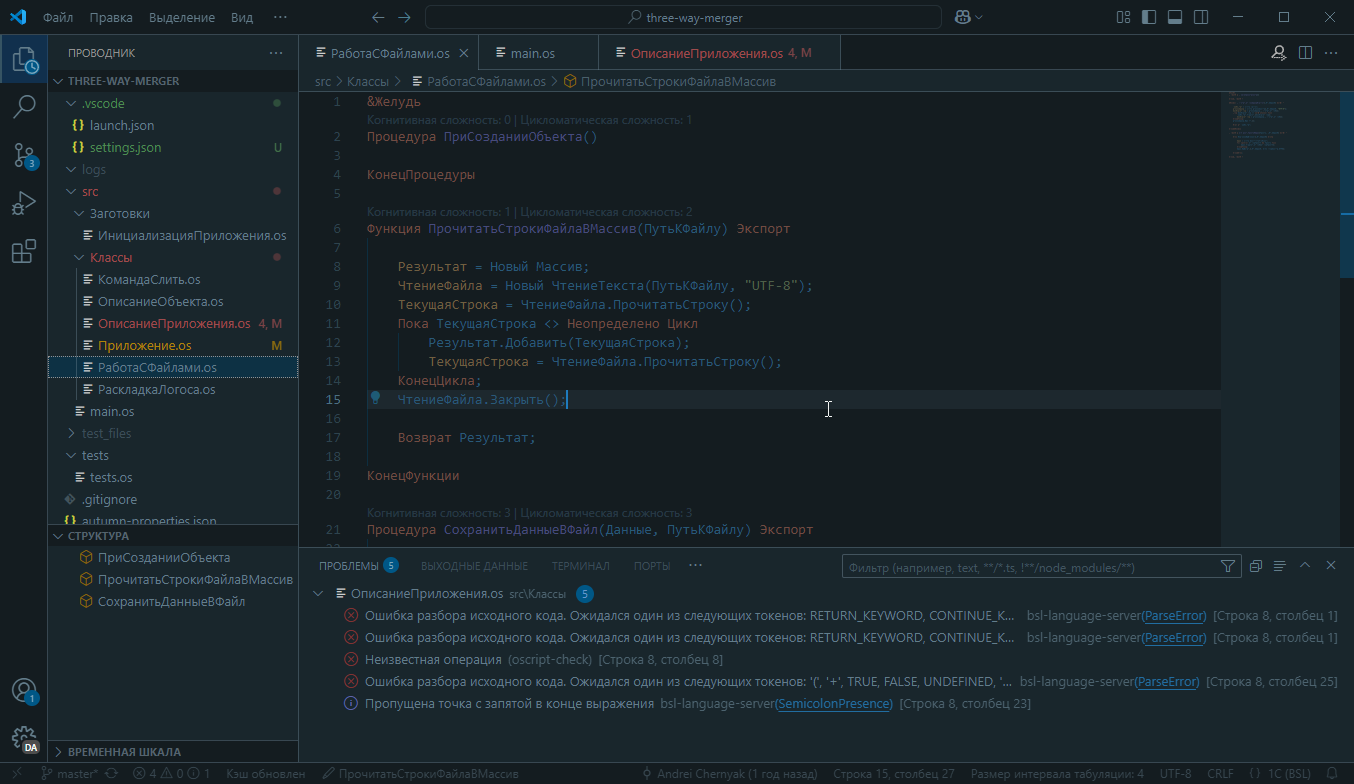 Файл Правка Выделение Вид ··· three-way-merger
ПРОВОДНИК ···
THREE-WAY-MERGER
.vscode
{} launch.json
{} settings.json U
logs
src
Заготовки
ИнициализацияПриложения.os
Классы
КомандаСлить.os
ОписаниеОбъекта.os
ОписаниеПриложения.os 4, M
Приложение.os M
РаботаСФайлами.os
РаскладкаЛогоса.os
main.os
test_files
tests
tests.os
.gitignore
{} autumn-properties.json
СТРУКТУРА
ПриСозданииОбъекта
ПрочитатьСтрокиФайлаВМассив
СохранитьДанныеВФайл
ВРЕМЕННАЯ ШКАЛА
3
1
DA
РаботаСФайлами.os main.os ОписаниеПриложения.os 4, M ···
src > Классы > РаботаСФайлами.os > ПрочитатьСтрокиФайлаВМассив
1 &Желудь
Когнитивная сложность: 0 | Цикломатическая сложность: 1
2 Процедура ПриСозданииОбъекта()
3
4 КонецПроцедуры
5
Когнитивная сложность: 1 | Цикломатическая сложность: 2
6 Функция ПрочитатьСтрокиФайлаВМассив(ПутьКФайлу) Экспорт
7
8 Результат = Новый Массив;
9 ЧтениеФайла = Новый ЧтениеТекста(ПутьКФайлу, "UTF-8");
10 ТекущаяСтрока = ЧтениеФайла.ПрочитатьСтроку();
11 Пока ТекущаяСтрока <> Неопределено Цикл
12 Результат.Добавить(ТекущаяСтрока);
13 ТекущаяСтрока = ЧтениеФайла.ПрочитатьСтроку();
14 КонецЦикла;
15 ЧтениеФайла.Закрыть();
16
17 Возврат Результат;
18
19 КонецФункции
20
Когнитивная сложность: 3 | Цикломатическая сложность: 3
21 Процедура СохранитьДанныеВФайл(Данные, ПутьКФайлу) Экспорт
ПРОБЛЕМЫ 5 ВЫХОДНЫЕ ДАННЫЕ ТЕРМИНАЛ ПОРТЫ ··· Фильтр (например, text, **/*.ts, !**/node_modules/**)
ОписаниеПриложения.os src\Классы 5
Ошибка разбора исходного кода. Ожидался один из следующих токенов: RETURN_KEYWORD, CONTINUE_K... bsl-language-server(ParseError) [Строка 8, столбец 1]
Ошибка разбора исходного кода. Ожидался один из следующих токенов: RETURN_KEYWORD, CONTINUE_K... bsl-language-server(ParseError) [Строка 8, столбец 1]
Неизвестная операция (oscript-check) [Строка 8, столбец 8]
Ошибка разбора исходного кода. Ожидался один из следующих токенов: '(', '+', TRUE, FALSE, UNDEFINED, '... bsl-language-server(ParseError) [Строка 8, столбец 25]
Пропущена точка с запятой в конце выражения bsl-language-server(SemicolonPresence) [Строка 8, столбец 23]
master* 4 0 1 Кэш обновлен ПрочитатьСтрокиФайлаВМассив Andrei Chernyak (1 год назад) Строка 15, столбец 27 Размер интервала табуляции: 4 UTF-8 CRLF {} 1C (BSL)